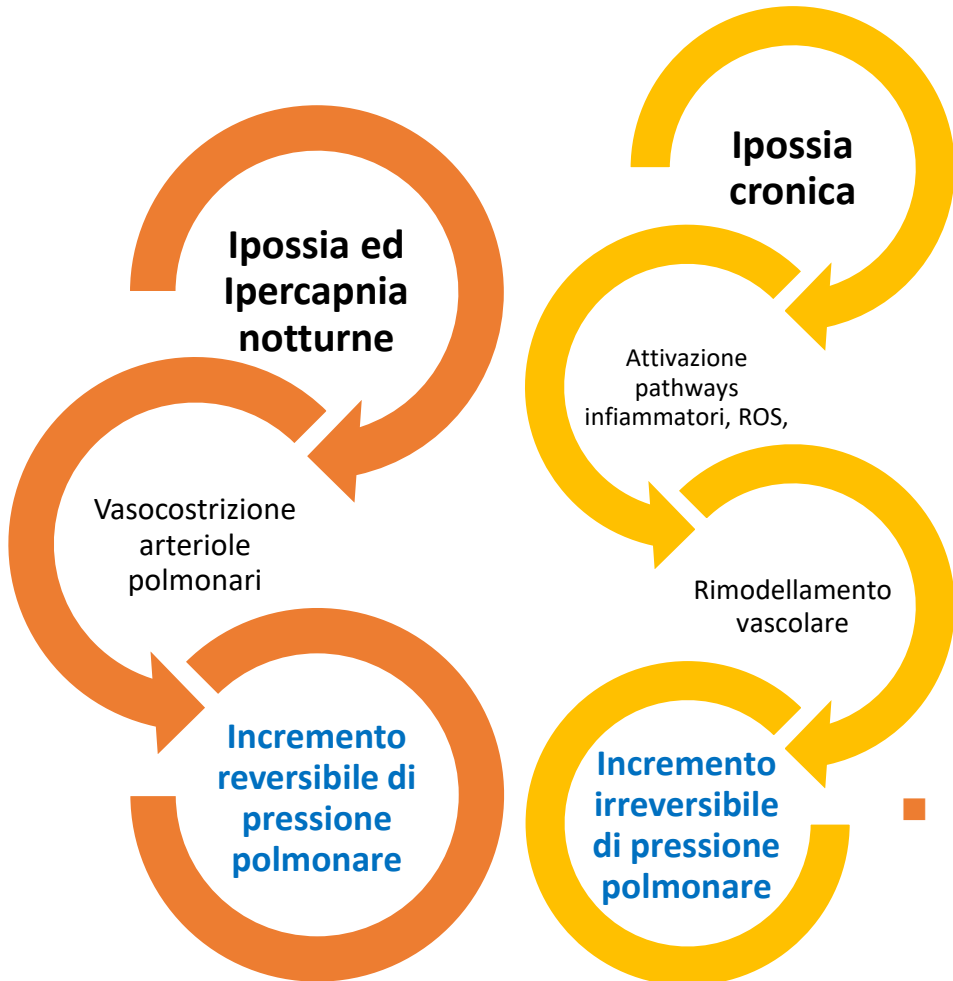 Ipossia ed
Ipercapnia
notturne
Vasocostrizione
arteriole
polmonari
Incremento
reversibile di
pressione
polmonare
Ipossia
cronica
Attivazione
pathways
infiammatori, ROS,
Rimodellamento
vascolare
Incremento
irreversibile
di pressione
polmonare